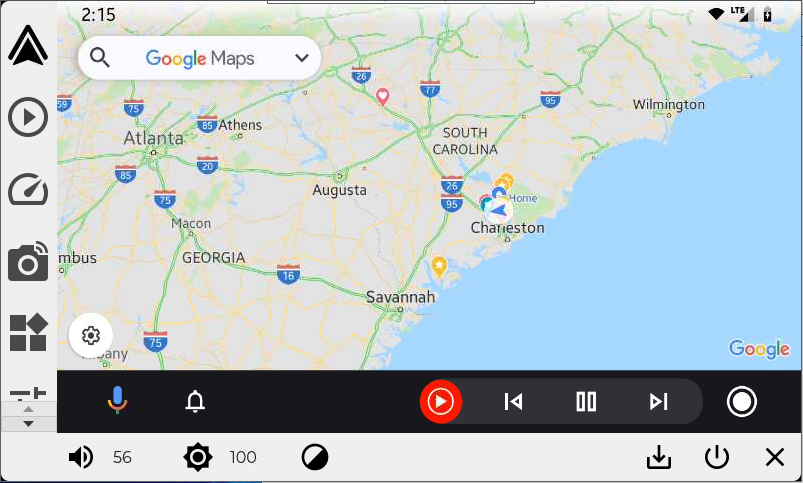 2:15
LTE
Google Maps
26
77
59
75
95
Wilmington
85
Athens
SOUTH
CAROLINA
Atlanta
20
85
26
Augusta
75
95
Home
Macon
Charleston
mbus
GEORGIA
16
Savannah
75
bany
Google
56
100